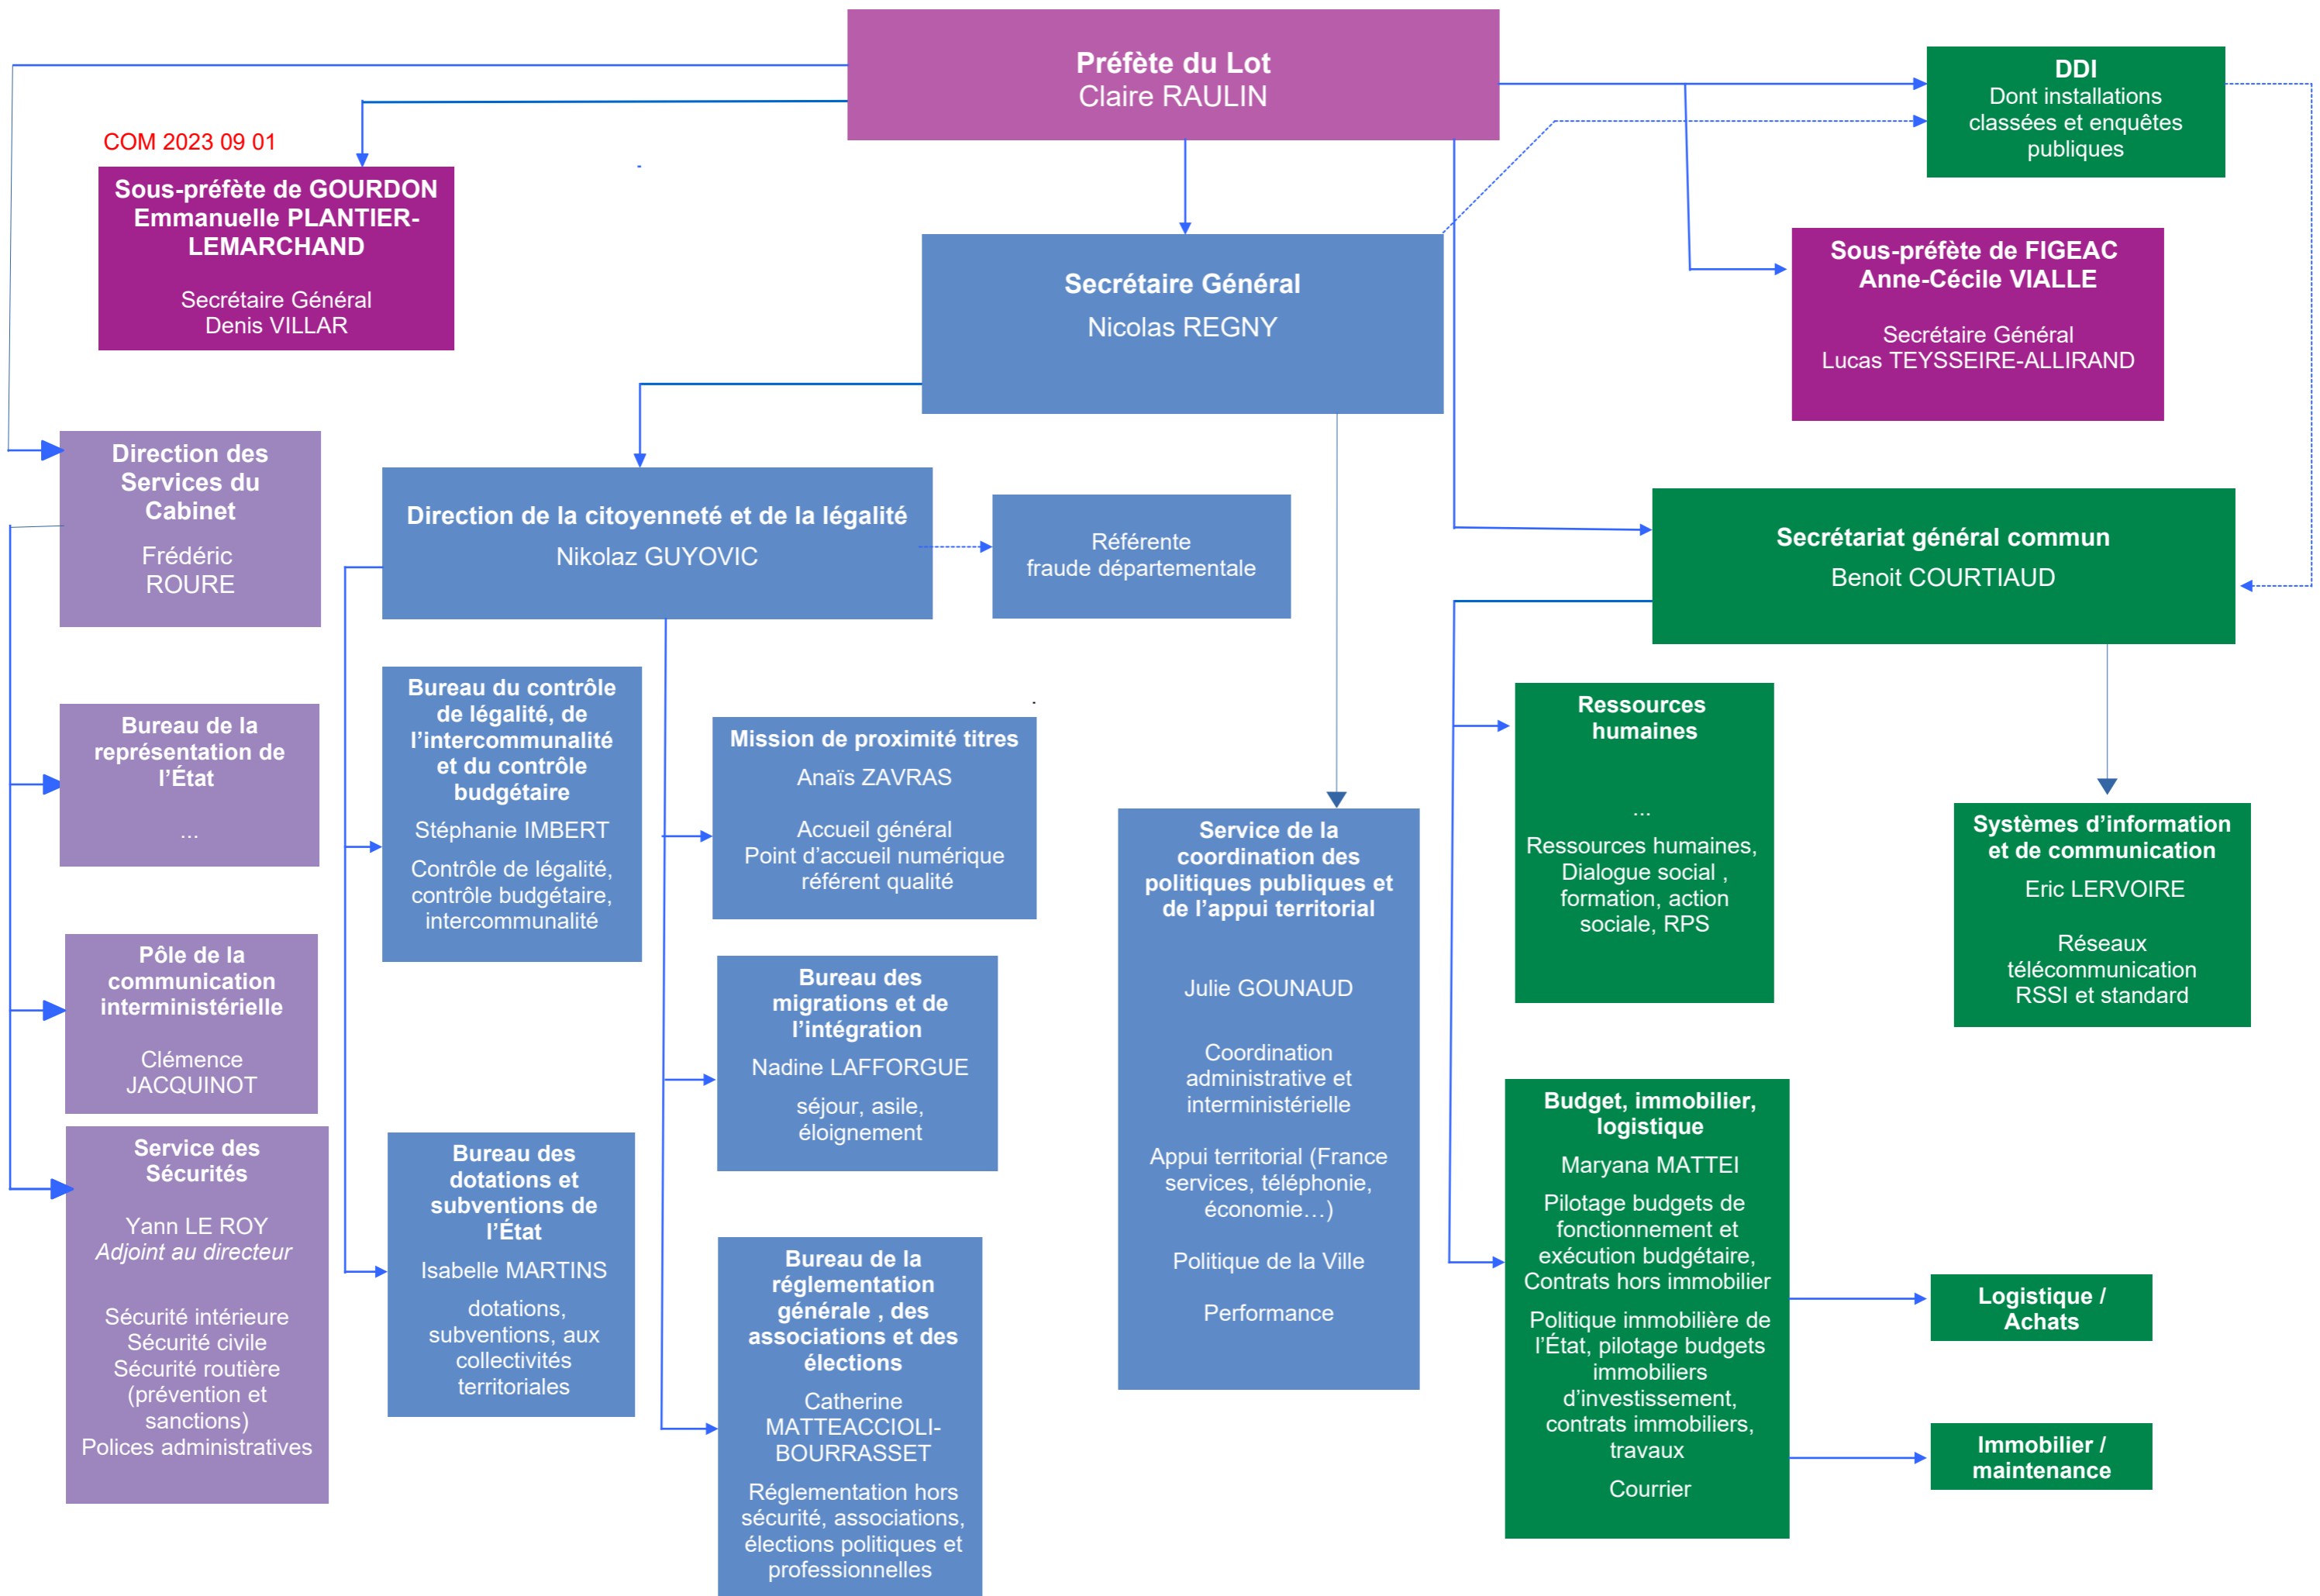 Préfète du Lot
Claire RAULIN
DDI
Dont installations
classées et enquêtes
publiques
COM 2023 09 01
Sous-préfète de GOURDON
Emmanuelle PLANTIER-
LEMARCHAND
Secrétaire Général
Denis VILLAR
Secrétaire Général
Nicolas REGNY
Sous-préfète de FIGEAC
Anne-Cécile VIALLE
Secrétaire Général
Lucas TEYSSEIRE-ALLIRAND
Direction des
Services du
Cabinet
Frédéric
ROURE
Direction de la citoyenneté et de la légalité
Nikolaz GUYOVIC
Référente
fraude départementale
Secrétariat général commun
Benoit COURTIAUD
Bureau de la
représentation de
l’État
...
Pôle de la
communication
interministérielle
Clémence
JACQUINOT
Service des
Sécurités
Yann LE ROY
Adjoint au directeur
Sécurité intérieure
Sécurité civile
Sécurité routière
(prévention et
sanctions)
Polices administratives
Bureau du contrôle
de légalité, de
l’intercommunalité
et du contrôle
budgétaire
Stéphanie IMBERT
Contrôle de légalité,
contrôle budgétaire,
intercommunalité
Bureau des
dotations et
subventions de
l’État
Isabelle MARTINS
dotations,
subventions, aux
collectivités
territoriales
Mission de proximité titres
Anaïs ZAVRAS
Accueil général
Point d’accueil numérique
référent qualité
Bureau des
migrations et de
l’intégration
Nadine LAFFORGUE
séjour, asile,
éloignement
Bureau de la
réglementation
générale , des
associations et des
élections
Catherine
MATTEACCIOLI-
BOURRASSET
Réglementation hors
sécurité, associations,
élections politiques et
professionnelles
Service de la
coordination des
politiques publiques et
de l’appui territorial
Julie GOUNAUD
Coordination
administrative et
interministérielle
Appui territorial (France
services, téléphonie,
économie…)
Politique de la Ville
Performance
Ressources
humaines
...
Ressources humaines,
Dialogue social ,
formation, action
sociale, RPS
Systèmes d’information
et de communication
Eric LERVOIRE
Réseaux
télécommunication
RSSI et standard
Budget, immobilier,
logistique
Maryana MATTEI
Pilotage budgets de
fonctionnement et
exécution budgétaire,
Contrats hors immobilier
Politique immobilière de
l’État, pilotage budgets
immobiliers
d’investissement,
contrats immobiliers,
travaux
Courrier
Logistique /
Achats
Immobilier /
maintenance